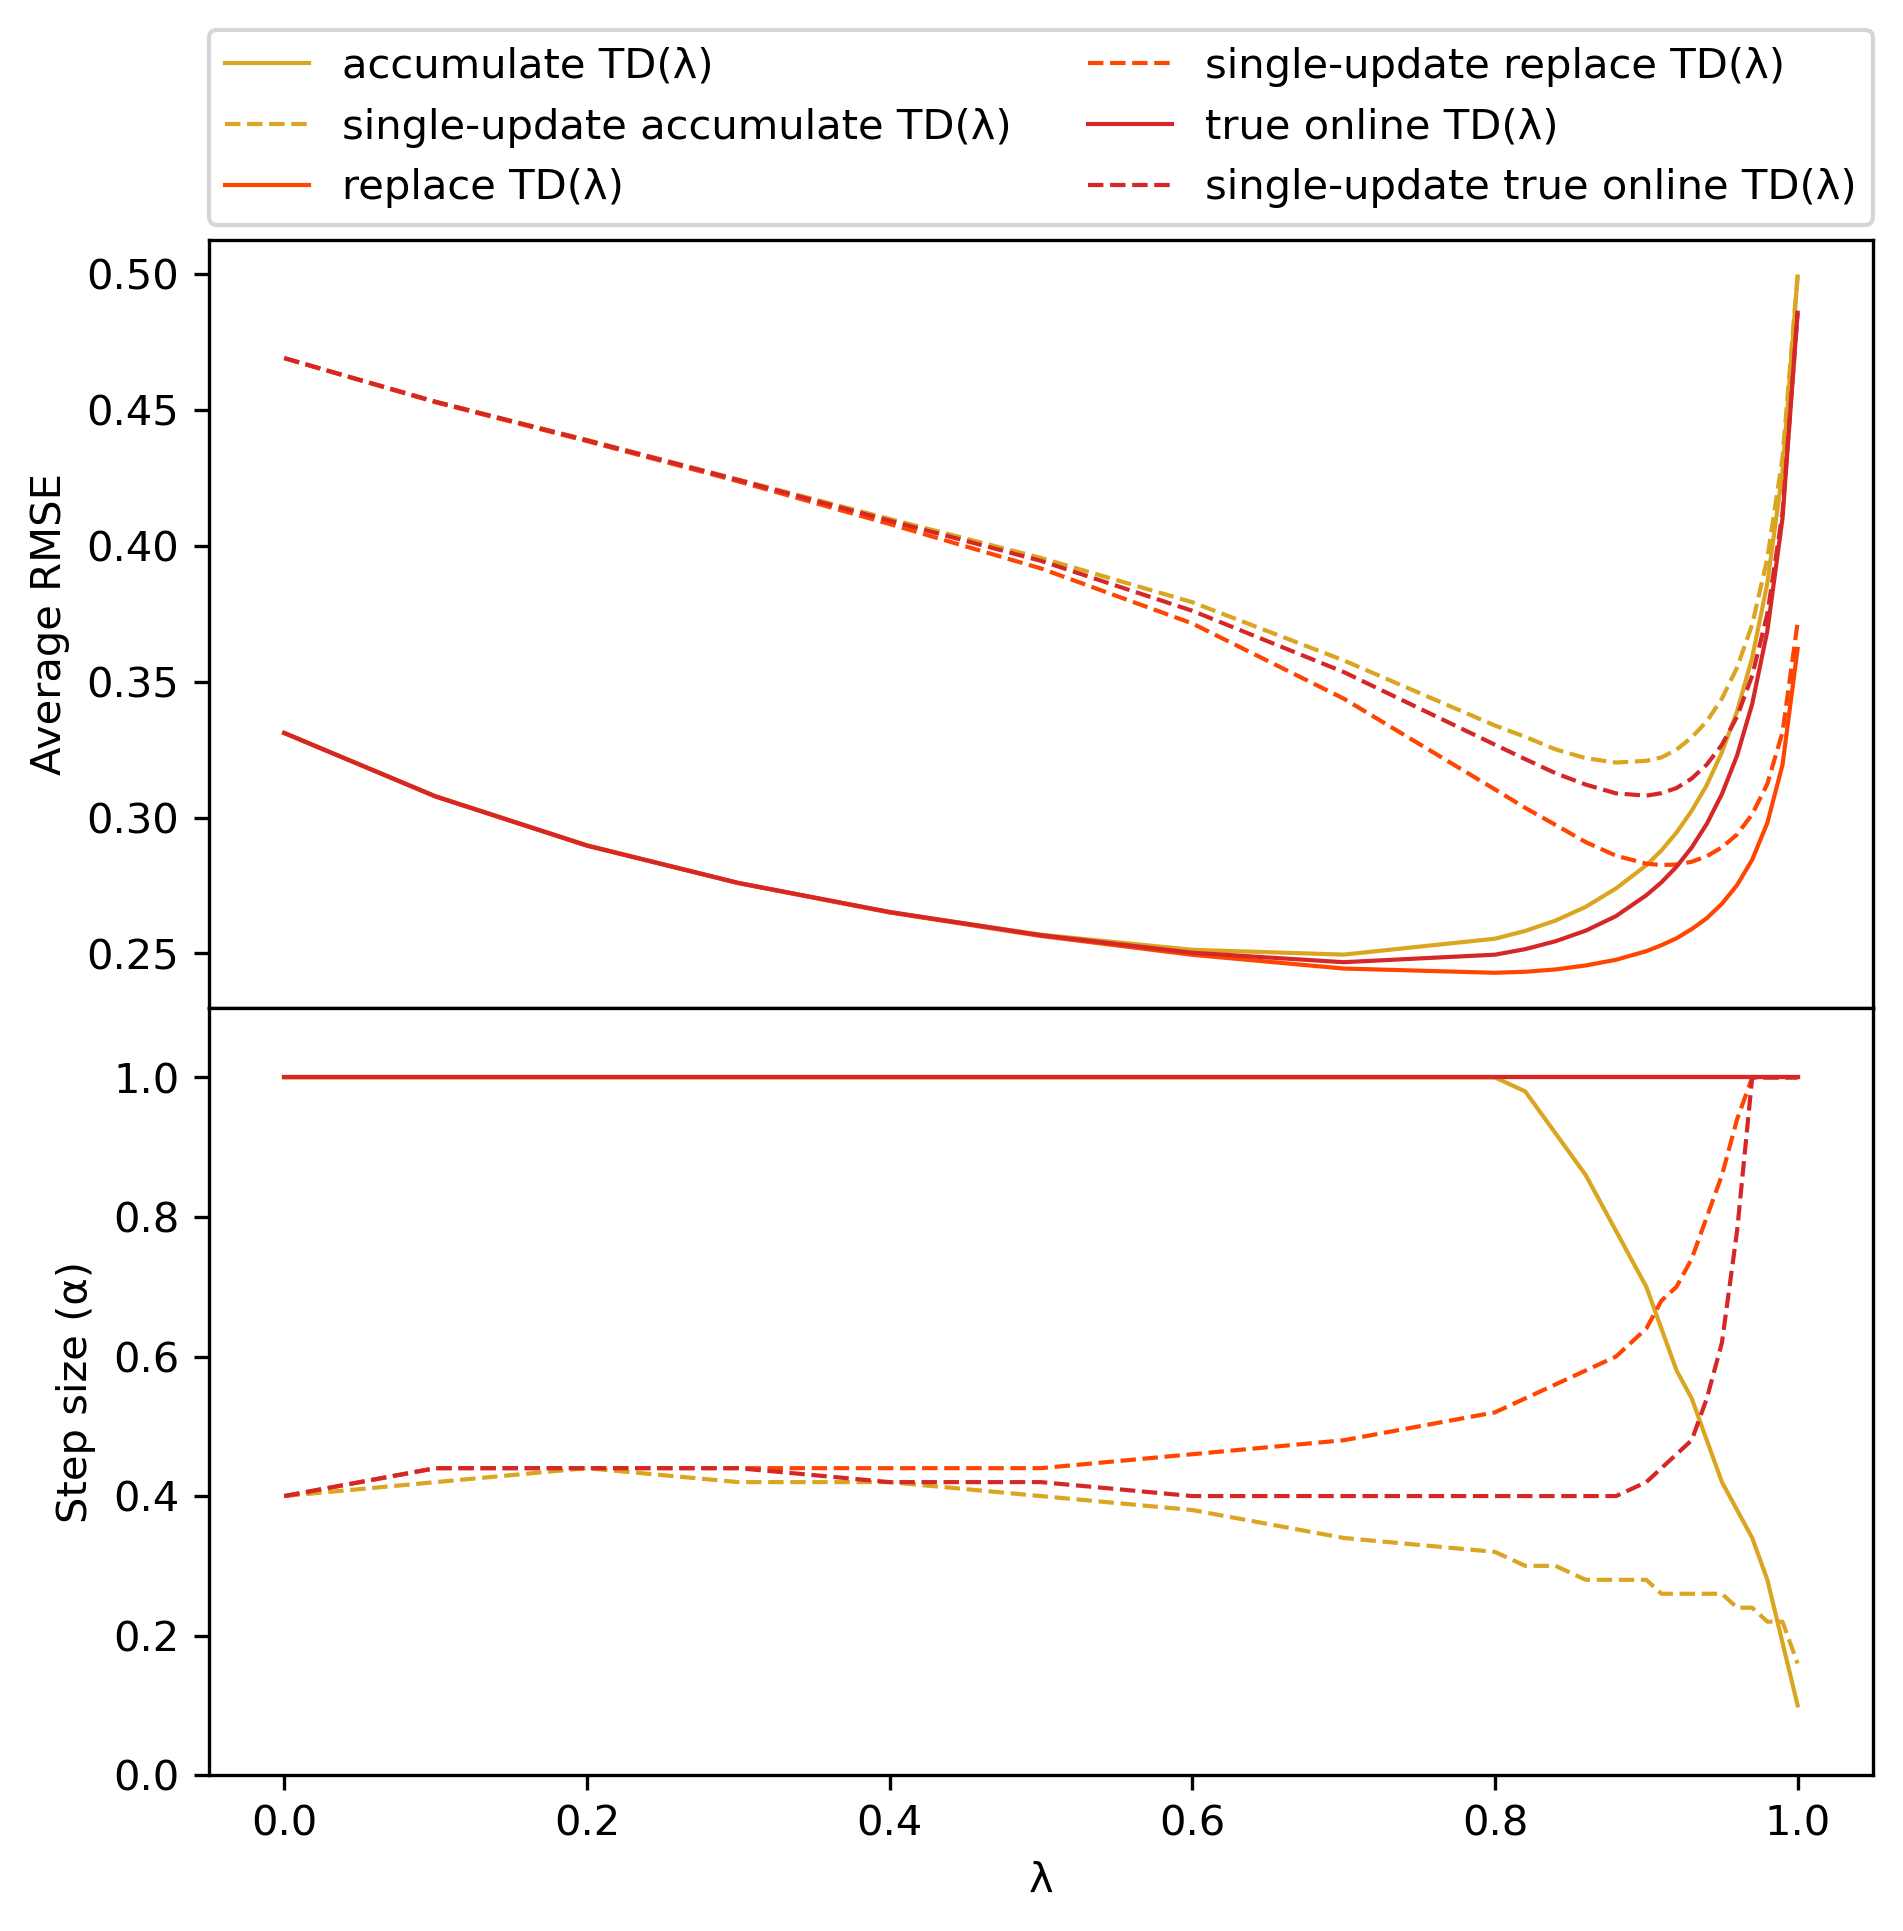 accumulate TD(λ)
single-update accumulate TD(λ)
replace TD(λ)
single-update replace TD(λ)
true online TD(λ)
single-update true online TD(λ)
Average RMSE
0.50
0.45
0.40
0.35
0.30
0.25
Step size (α)
1.0
0.8
0.6
0.4
0.2
0.0
0.0 0.2 0.4 0.6 0.8 1.0
λ